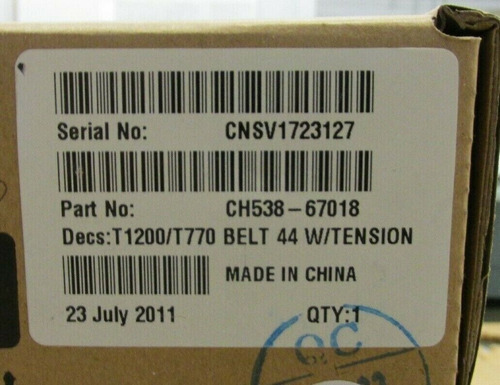 Serial No: CNSV1723127
Part No: CH538-67018
Decs:T1200/T770 BELT 44 W/TENSION
MADE IN CHINA
23 July 2011 QTY:1
QC